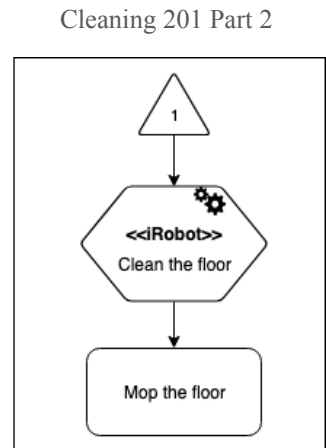 Cleaning 201 Part 2
1
<<iRobot>>
Clean the floor
Mop the floor